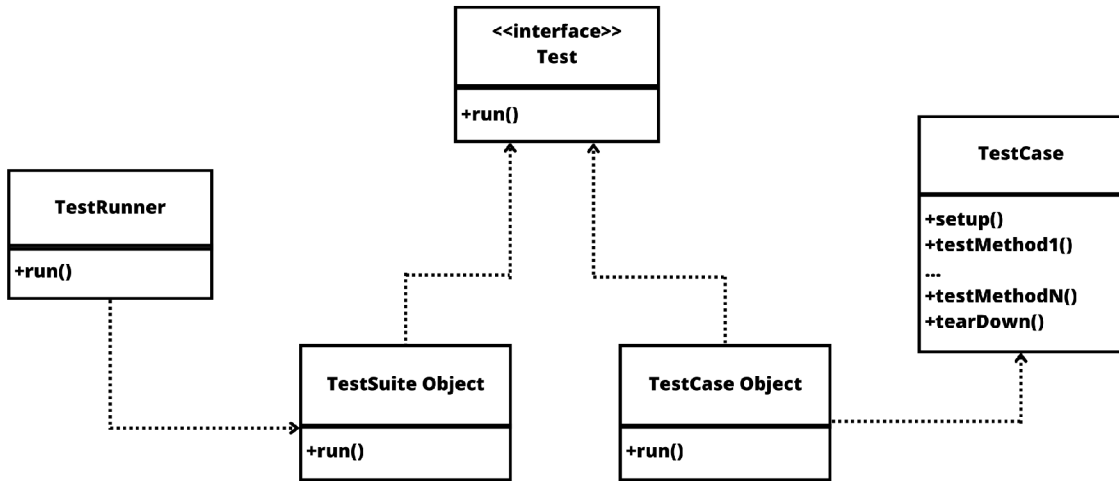 <<interface>>
Test
+run()
TestCase
+setup()
+testMethod1()
...
+testMethodN()
+tearDown()
TestRunner
+run()
TestSuite Object
+run()
TestCase Object
+run()